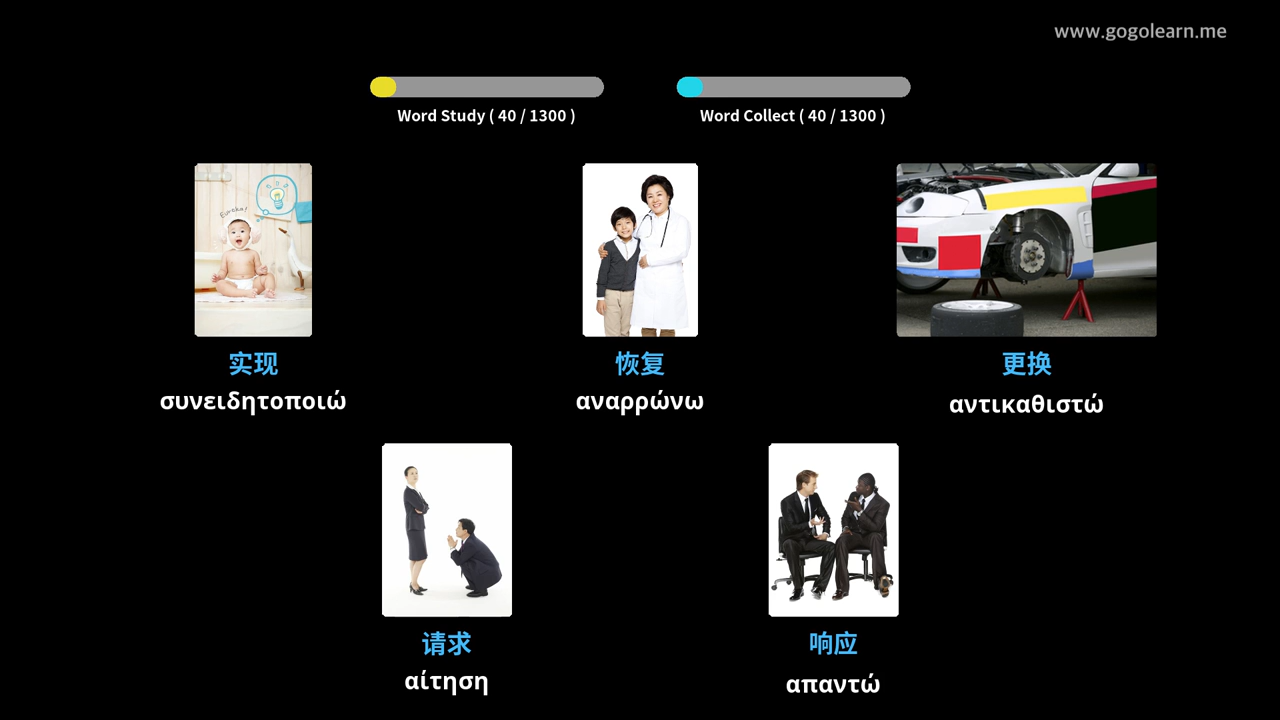 www.gogolearn.me
Word Study ( 40 / 1300 )
Word Collect ( 40 / 1300 )
Eureka!
实现
恢复
更换
συνειδητοποιώ
αναρρώνω
αντικαθιστώ
请求
响应
αίτηση
απαντώ